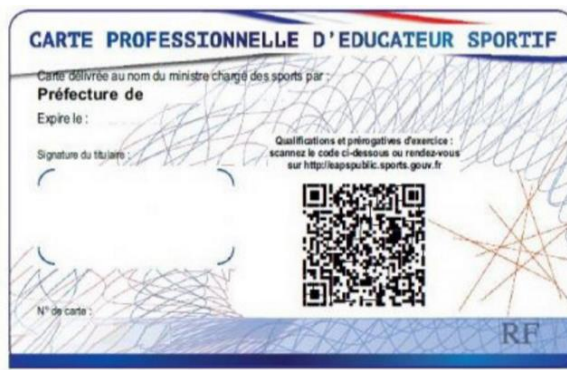 CARTE PROFESSIONNELLE D'EDUCATEUR SPORTIF
Carte délivrée au nom du ministre chargé des sports par :
Préfecture de
Expire le :
Qualifications et prérogatives d'exercice :
Signature du titulaire :
scannez le code ci-dessous ou rendez-vous
sur http://eapspublic.sports.gouv.fr
N° de carte :
RF